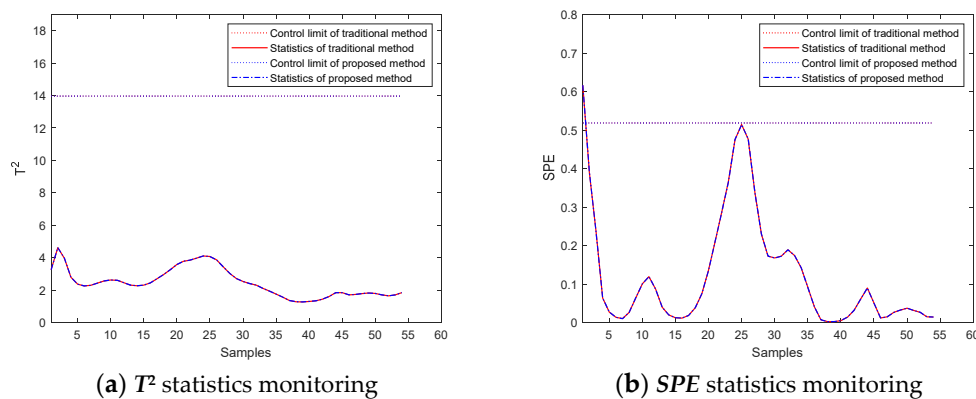 18
16
14
12
10
8
6
4
2
0
T²
5 10 15 20 25 30 35 40 45 50 55 60
Samples
Control limit of traditional method
Statistics of traditional method
Control limit of proposed method
Statistics of proposed method
(a) T² statistics monitoring
0.8
0.7
0.6
0.5
0.4
0.3
0.2
0.1
0
SPE
5 10 15 20 25 30 35 40 45 50 55 60
Samples
Control limit of traditional method
Statistics of traditional method
Control limit of proposed method
Statistics of proposed method
(b) SPE statistics monitoring